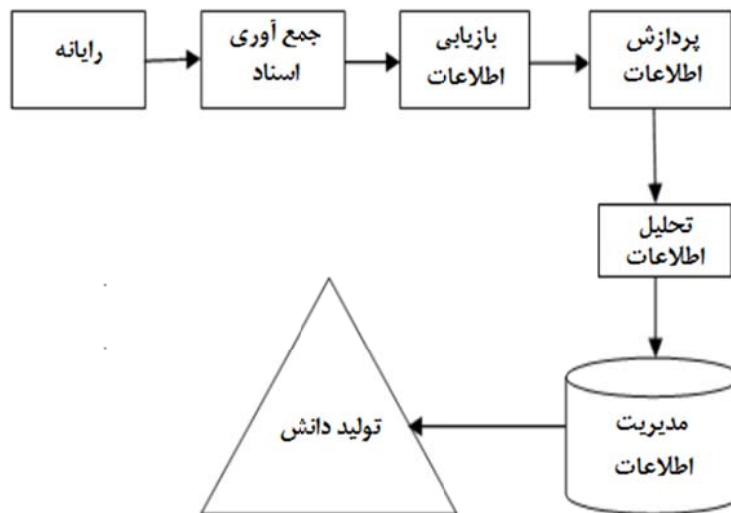 رایانه
جمع آوری
اسناد
بازیابی
اطلاعات
پردازش
اطلاعات
تحلیل
اطلاعات
مدیریت
اطلاعات
تولید دانش